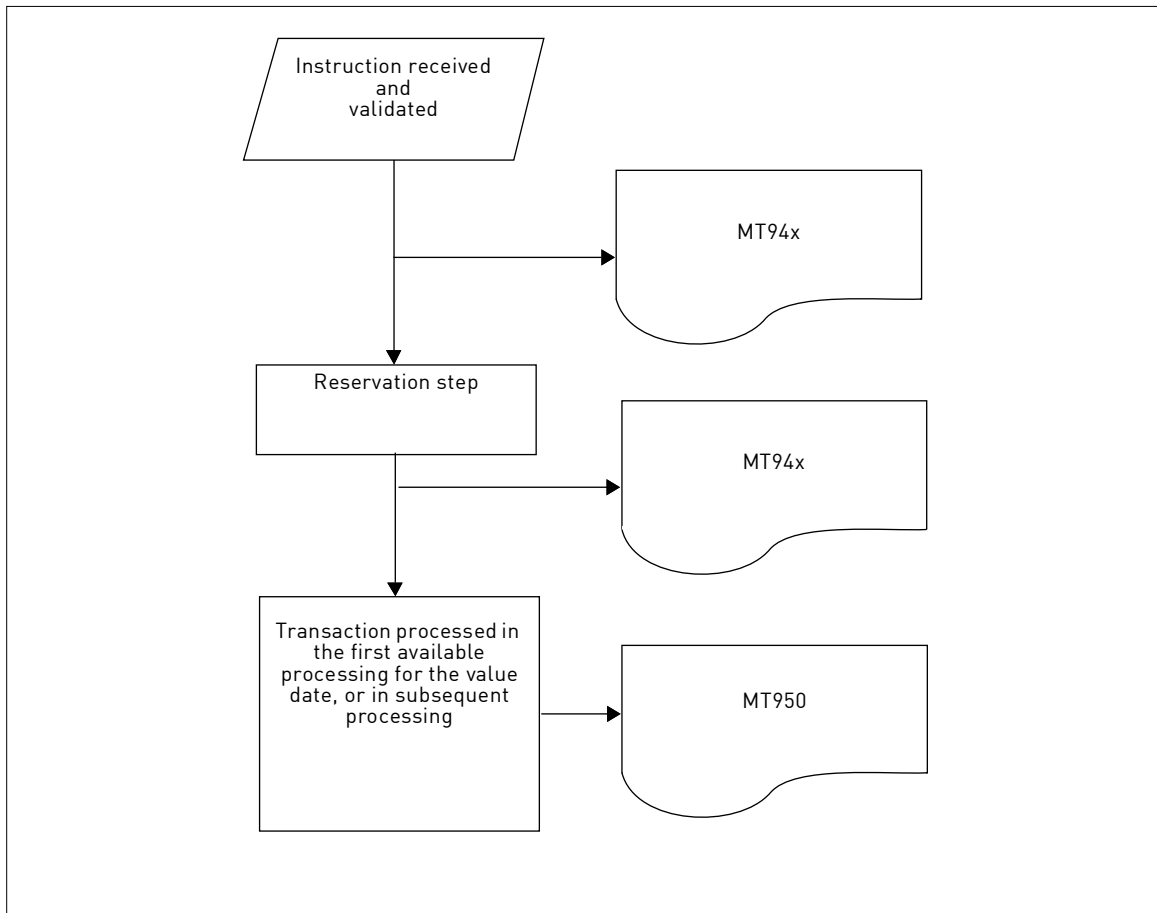 Instruction received
and
validated
MT94x
Reservation step
MT94x
Transaction processed in
the first available
processing for the value
date, or in subsequent
processing
MT950